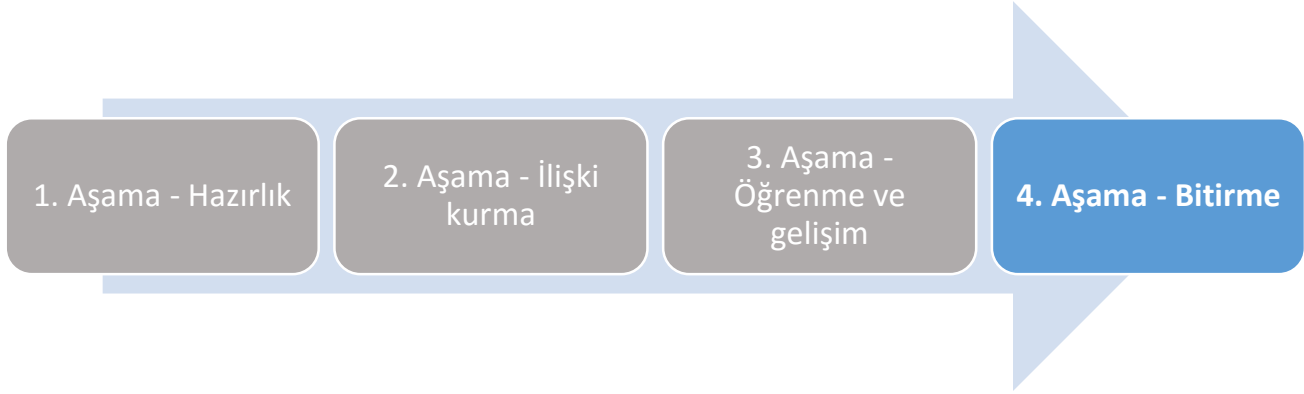 1. Aşama - Hazırlık
2. Aşama - İlişki
kurma
3. Aşama -
Öğrenme ve
gelişim
4. Aşama - Bitirme